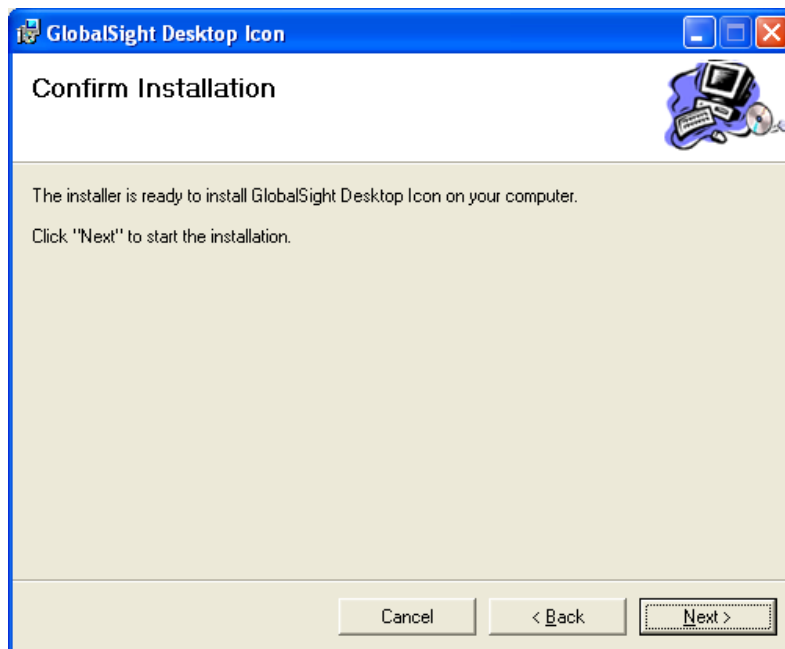 GlobalSight Desktop Icon
Confirm Installation
The installer is ready to install GlobalSight Desktop Icon on your computer.
Click "Next" to start the installation.
Cancel
< Back
Next >